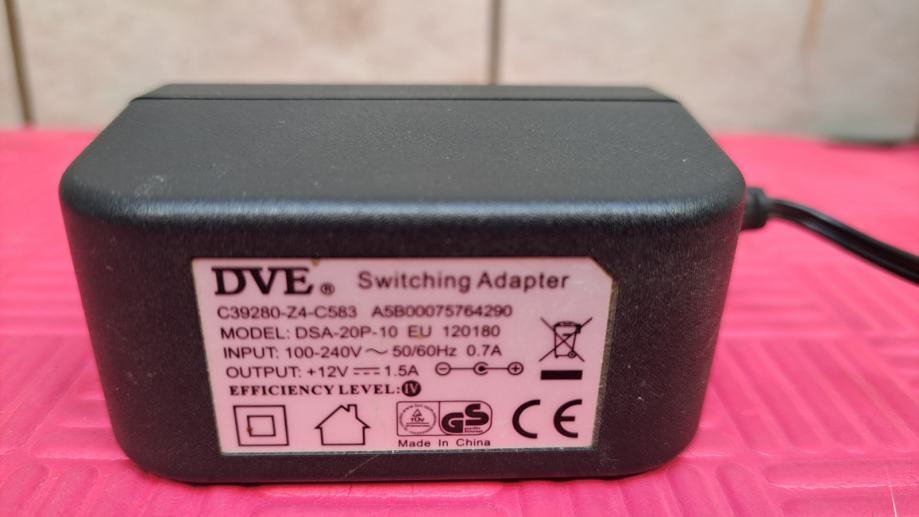 DVE® Switching Adapter
C39280-Z4-C583 A5B00075764290
MODEL: DSA-20P-10 EU 120180
INPUT: 100-240V ~ 50/60Hz 0.7A
OUTPUT: +12V ⎓ 1.5A
EFFICIENCY LEVEL: IV
TÜV GS CE
Made In China